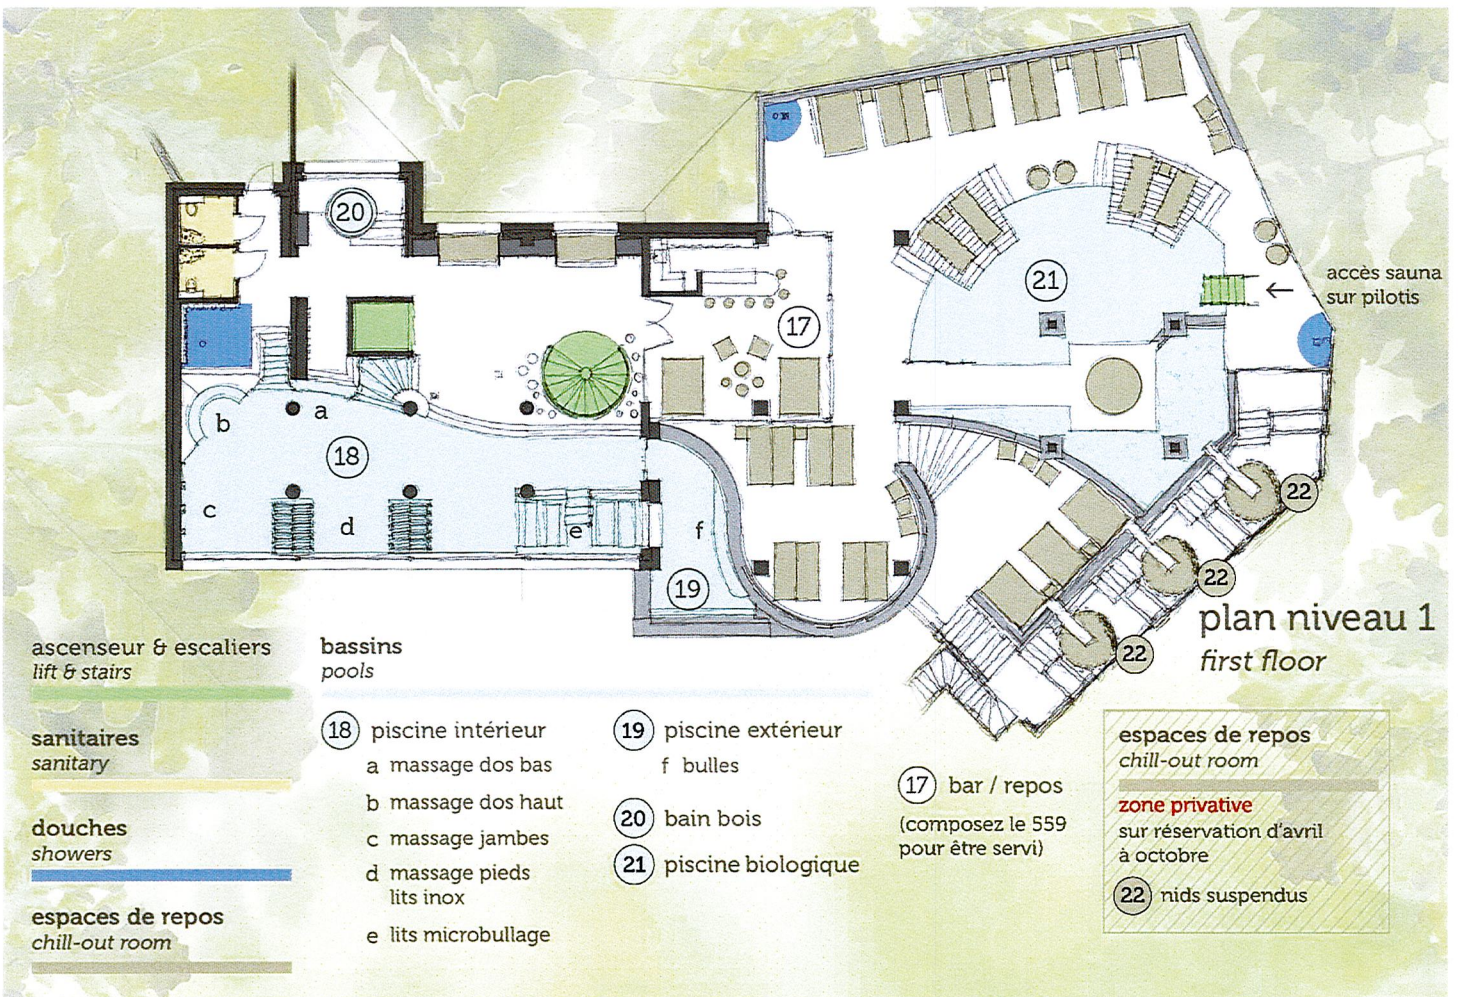 20
21
accès sauna
sur pilotis
17
b
a
18
c
d
e
f
19
22
22
22
plan niveau 1
first floor
ascenseur & escaliers
lift & stairs
sanitaires
sanitary
douches
showers
espaces de repos
chill-out room
bassins
pools
18 piscine intérieur
a massage dos bas
b massage dos haut
c massage jambes
d massage pieds
lits inox
e lits microbullage
19 piscine extérieur
f bulles
20 bain bois
21 piscine biologique
17 bar / repos
(composez le 559
pour être servi)
espaces de repos
chill-out room
zone privative
sur réservation d'avril
à octobre
22 nids suspendus